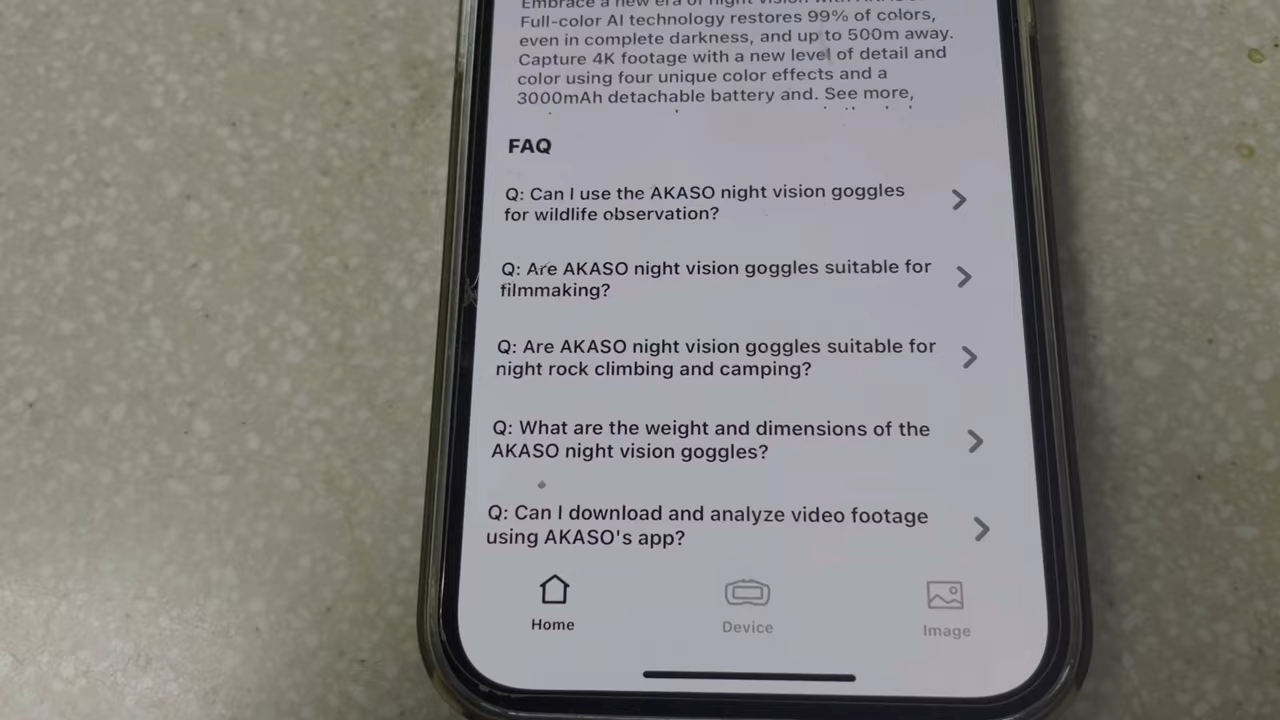 Embrace a new era of night vision with
Full-color AI technology restores 99% of colors,
even in complete darkness, and up to 500m away.
Capture 4K footage with a new level of detail and
color using four unique color effects and a
3000mAh detachable battery and. See more,
FAQ
Q: Can I use the AKASO night vision goggles
for wildlife observation?
Q: Are AKASO night vision goggles suitable for
filmmaking?
Q: Are AKASO night vision goggles suitable for
night rock climbing and camping?
Q: What are the weight and dimensions of the
AKASO night vision goggles?
Q: Can I download and analyze video footage
using AKASO's app?
Home
Device
Image